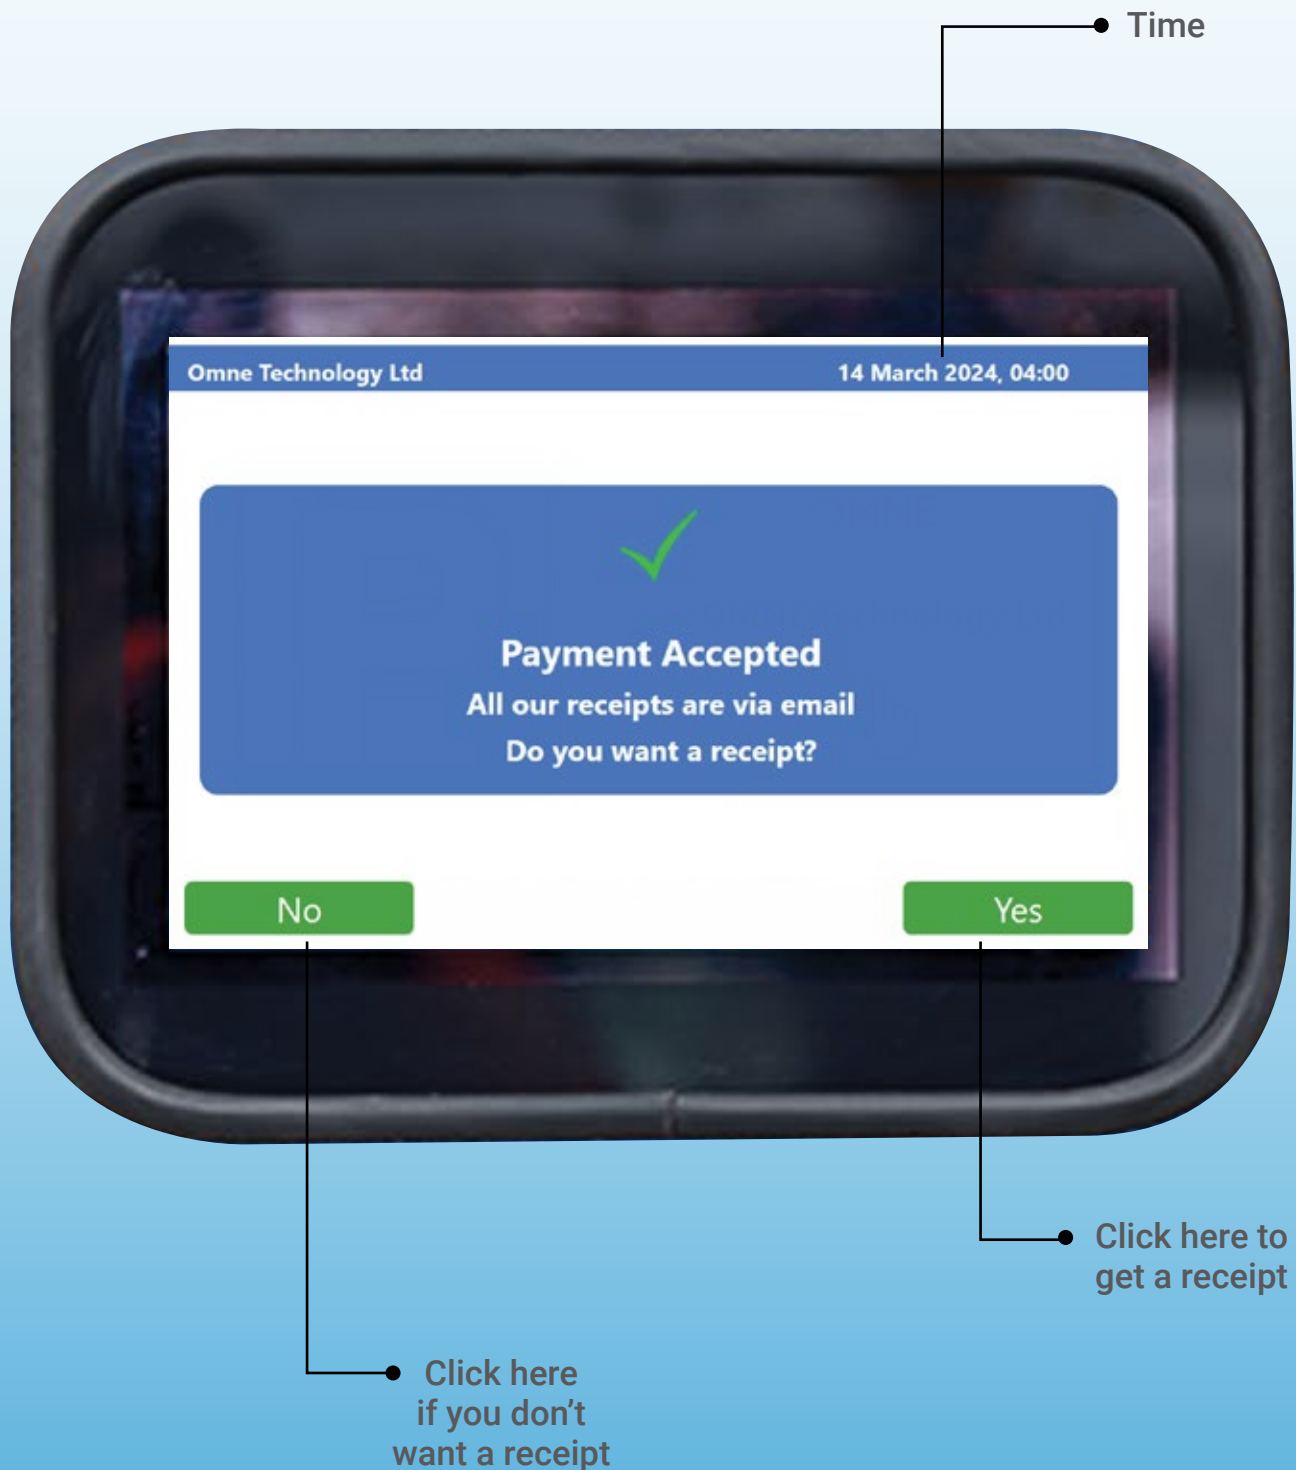 Time
Omne Technology Ltd
14 March 2024, 04:00
Payment Accepted
All our receipts are via email
Do you want a receipt?
No
Yes
Click here to
get a receipt
Click here
if you don’t
want a receipt